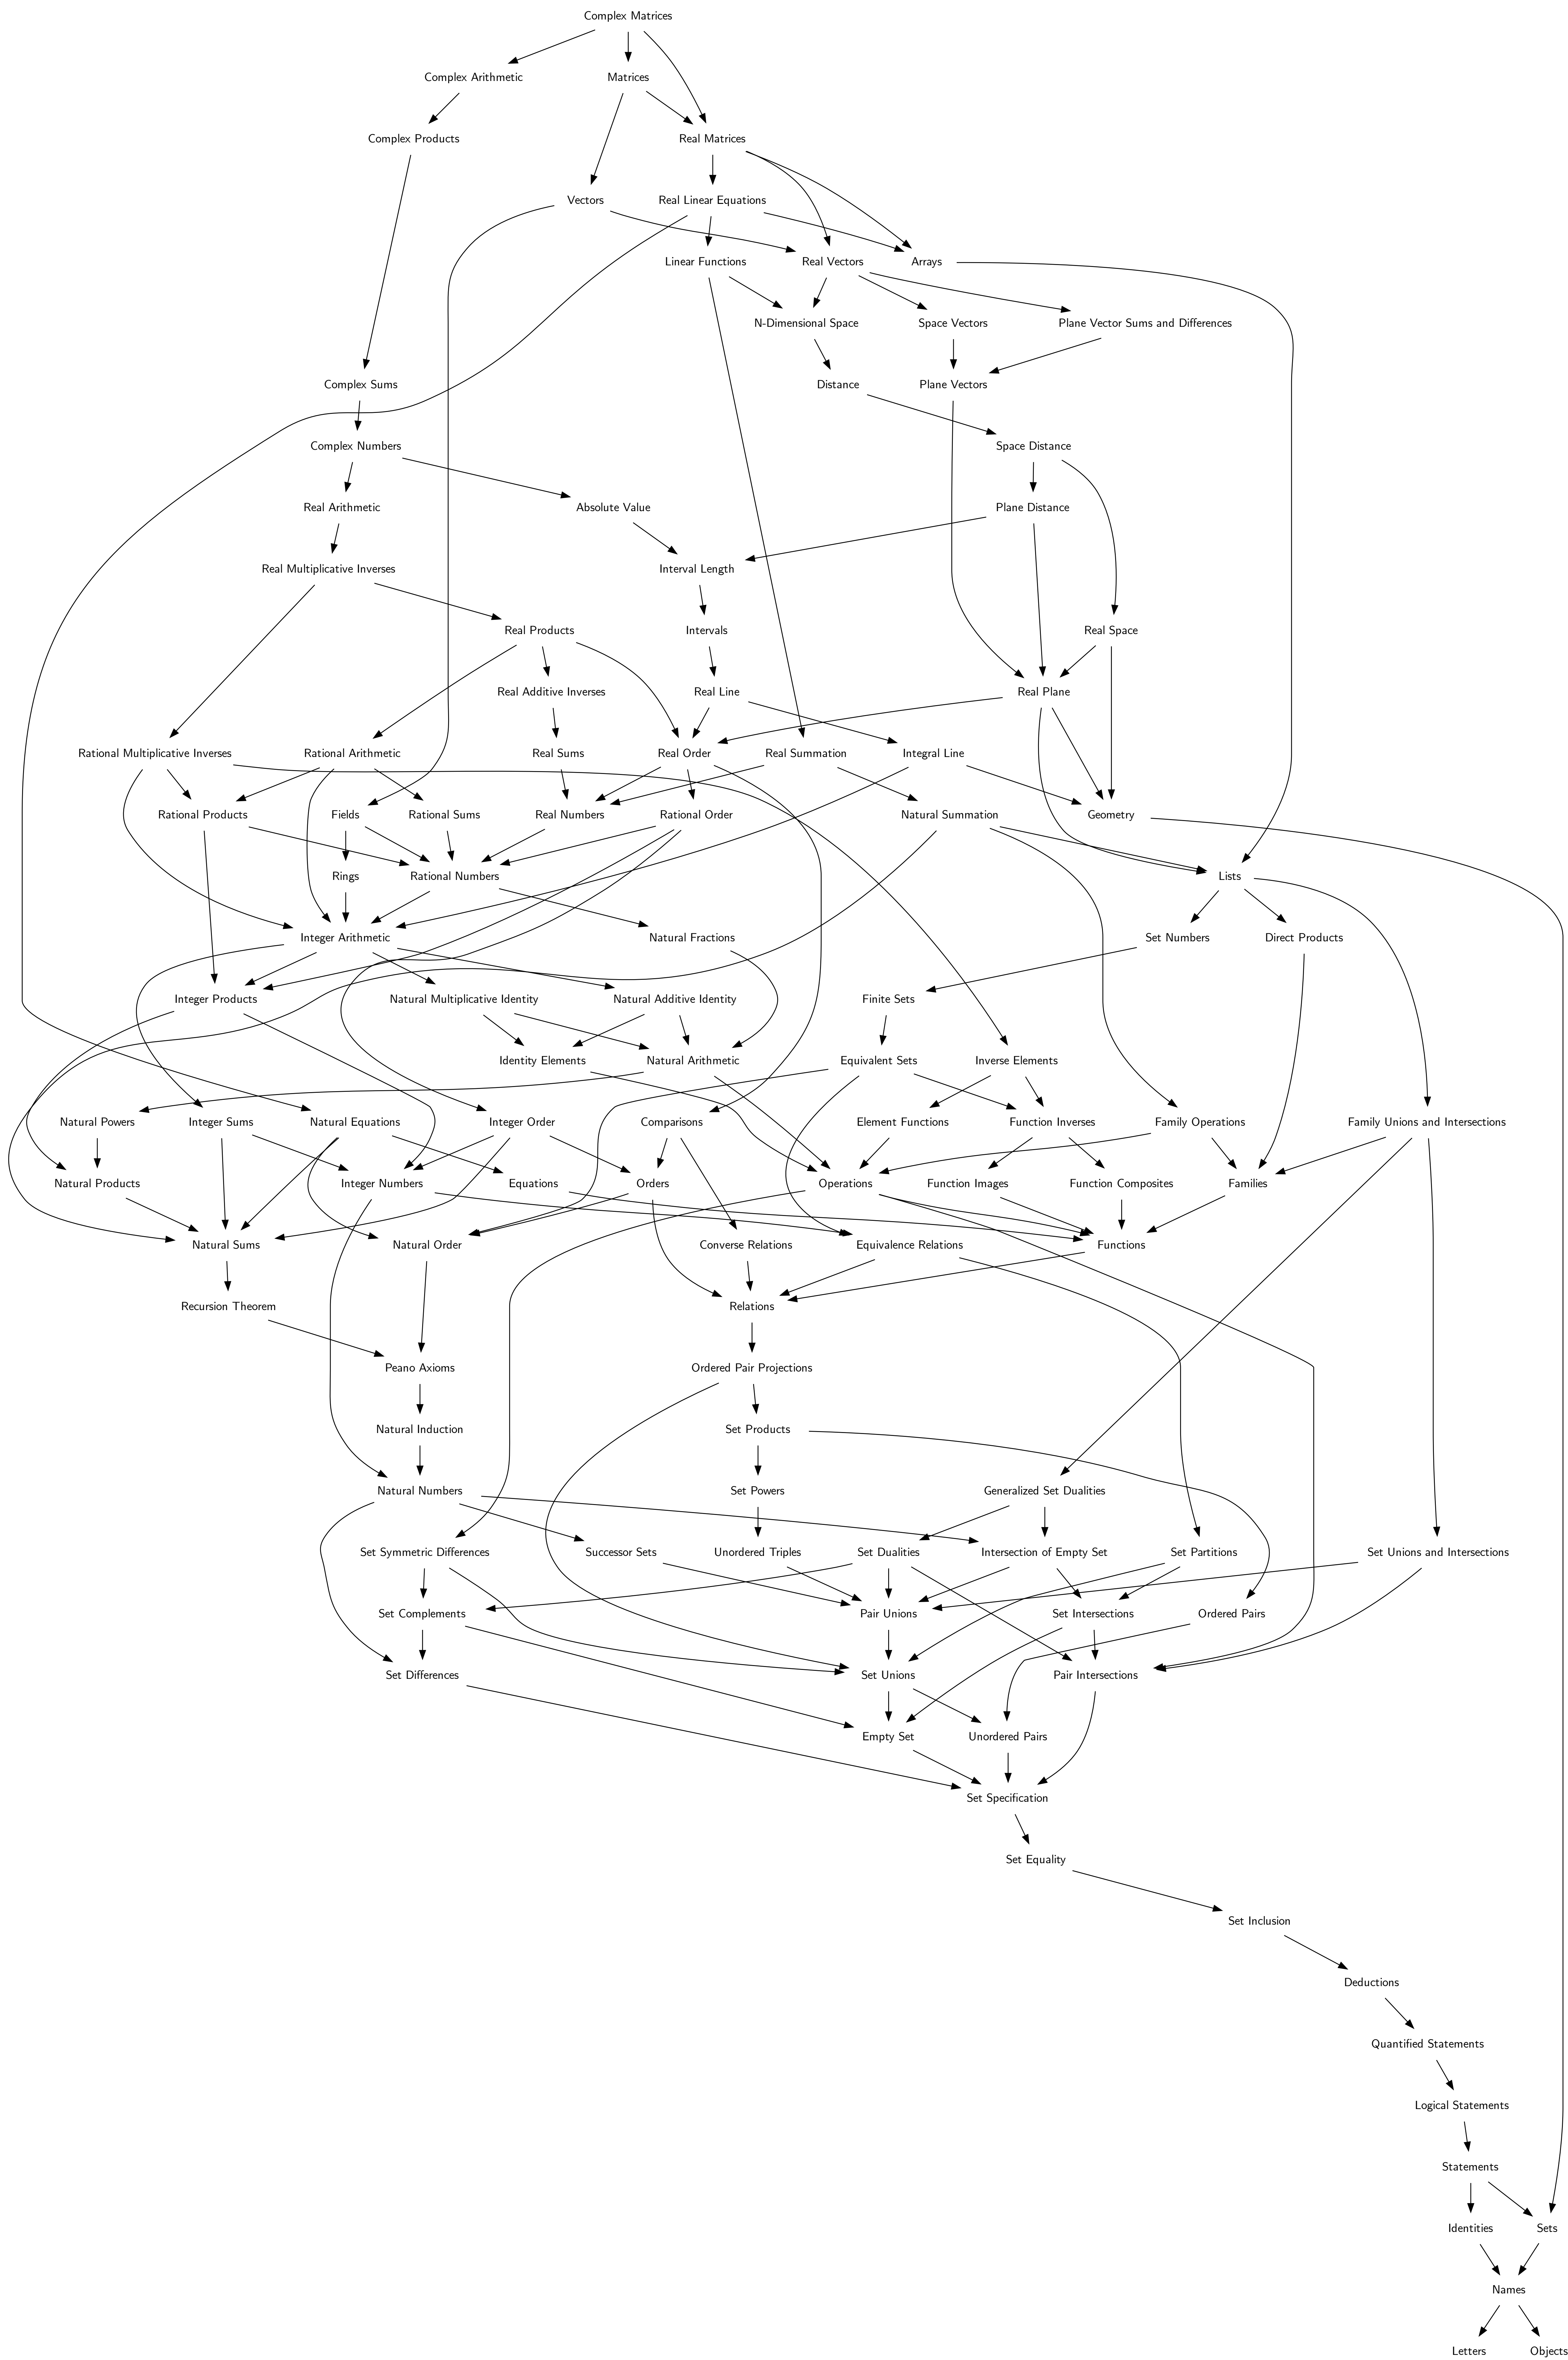 Complex Matrices
Complex Arithmetic
Matrices
Complex Products
Real Matrices
Vectors
Real Linear Equations
Linear Functions
Real Vectors
Arrays
N-Dimensional Space
Space Vectors
Plane Vector Sums and Differences
Complex Sums
Distance
Plane Vectors
Complex Numbers
Space Distance
Real Arithmetic
Absolute Value
Plane Distance
Real Multiplicative Inverses
Interval Length
Real Products
Intervals
Real Space
Real Additive Inverses
Real Line
Real Plane
Rational Multiplicative Inverses
Rational Arithmetic
Real Sums
Real Order
Real Summation
Integral Line
Rational Products
Fields
Rational Sums
Real Numbers
Rational Order
Natural Summation
Geometry
Rings
Rational Numbers
Lists
Integer Arithmetic
Natural Fractions
Set Numbers
Direct Products
Integer Products
Natural Multiplicative Identity
Natural Additive Identity
Finite Sets
Identity Elements
Natural Arithmetic
Equivalent Sets
Inverse Elements
Natural Powers
Integer Sums
Natural Equations
Integer Order
Comparisons
Element Functions
Function Inverses
Family Operations
Family Unions and Intersections
Natural Products
Integer Numbers
Equations
Orders
Operations
Function Images
Function Composites
Families
Natural Sums
Natural Order
Converse Relations
Equivalence Relations
Functions
Recursion Theorem
Relations
Peano Axioms
Ordered Pair Projections
Natural Induction
Set Products
Natural Numbers
Set Powers
Generalized Set Dualities
Set Symmetric Differences
Successor Sets
Unordered Triples
Set Dualities
Intersection of Empty Set
Set Partitions
Set Unions and Intersections
Set Complements
Pair Unions
Set Intersections
Ordered Pairs
Set Differences
Set Unions
Pair Intersections
Empty Set
Unordered Pairs
Set Specification
Set Equality
Set Inclusion
Deductions
Quantified Statements
Logical Statements
Statements
Identities
Sets
Names
Letters
Objects